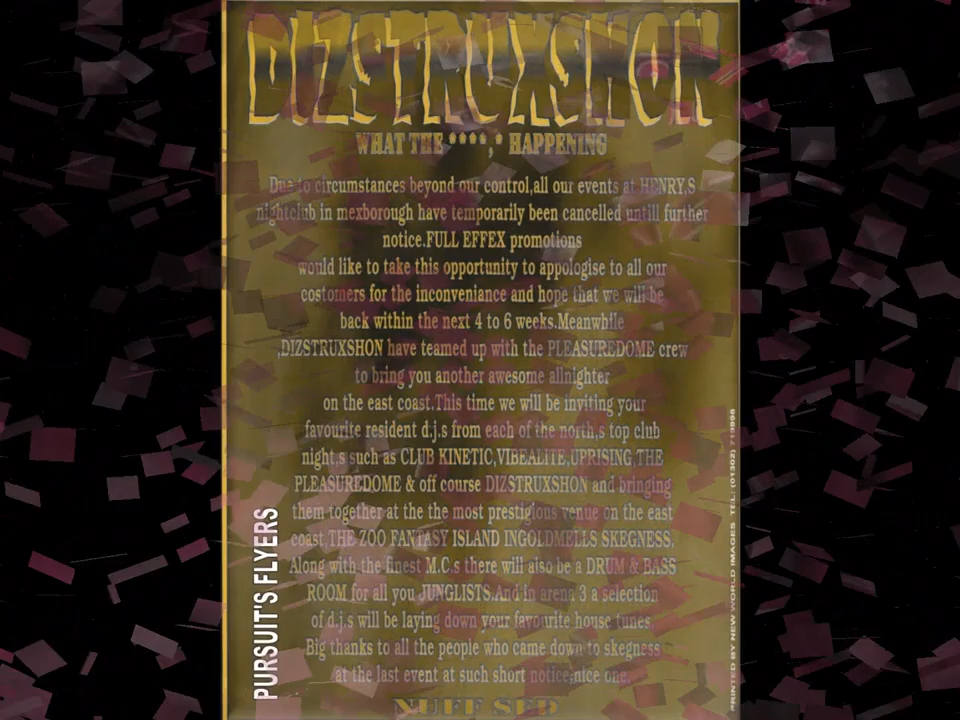 DIZSTRUXSHON
WHAT THE ****,* HAPPENING
Due to circumstances beyond our control,all our events at HENRY,S
nightclub in mexborough have temporarily been cancelled untill further
notice.FULL EFFEX promotions
would like to take this opportunity to appologise to all our
costomers for the inconveniance and hope that we will be
back within the next 4 to 6 weeks.Meanwhile
,DIZSTRUXSHON have teamed up with the PLEASUREDOME crew
to bring you another awesome allnighter
on the east coast.This time we will be inviting your
favourite resident d.j.s from each of the north,s top club
night,s such as CLUB KINETIC,VIBEALITE,UPRISING,THE
PLEASUREDOME & off course DIZSTRUXSHON and bringing
them together at the the most prestigious venue on the east
coast,THE ZOO FANTASY ISLAND INGOLDMELLS SKEGNESS.
Along with the finest M.C.s there will also be a DRUM & BASS
ROOM for all you JUNGLISTS.And in arena 3 a selection
of d.j.s will be laying down your favourite house tunes.
Big thanks to all the people who came down to skegness
at the last event at such short notice,nice one.
NUFF SED
PURSUIT'S FLYERS
PRINTED BY NEW WORLD IMAGES TEL: (01302)